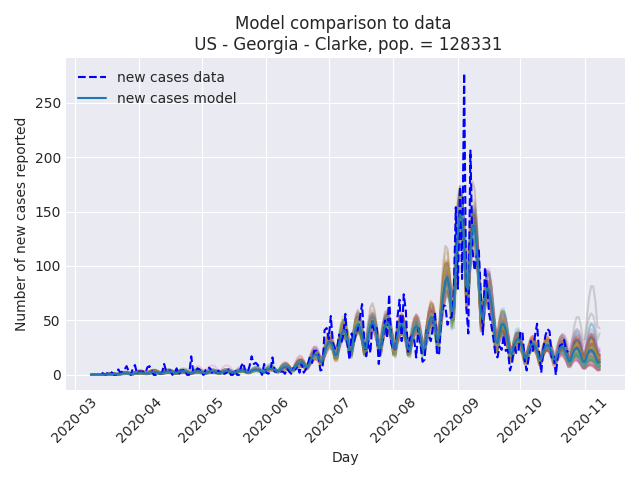 Model comparison to data
US - Georgia - Clarke, pop. = 128331
new cases data
new cases model
Number of new cases reported
250
200
150
100
50
0
2020-03
2020-04
2020-05
2020-06
2020-07
2020-08
2020-09
2020-10
2020-11
Day